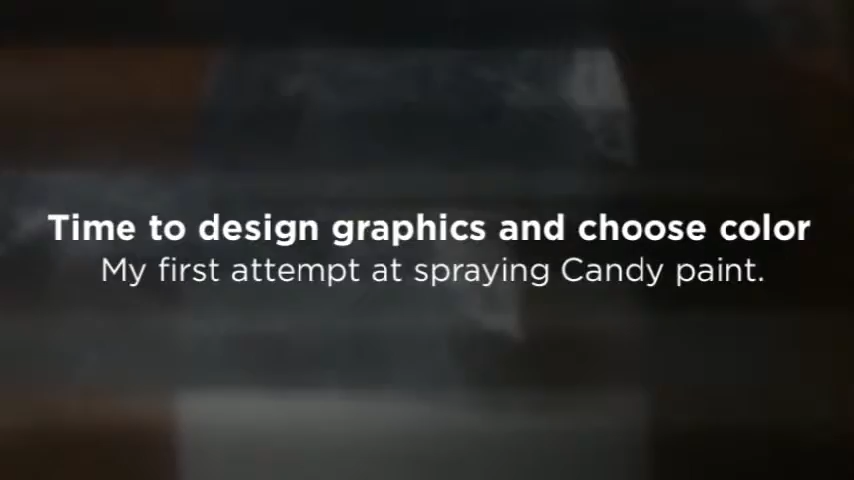 Time to design graphics and choose color
My first attempt at spraying Candy paint.